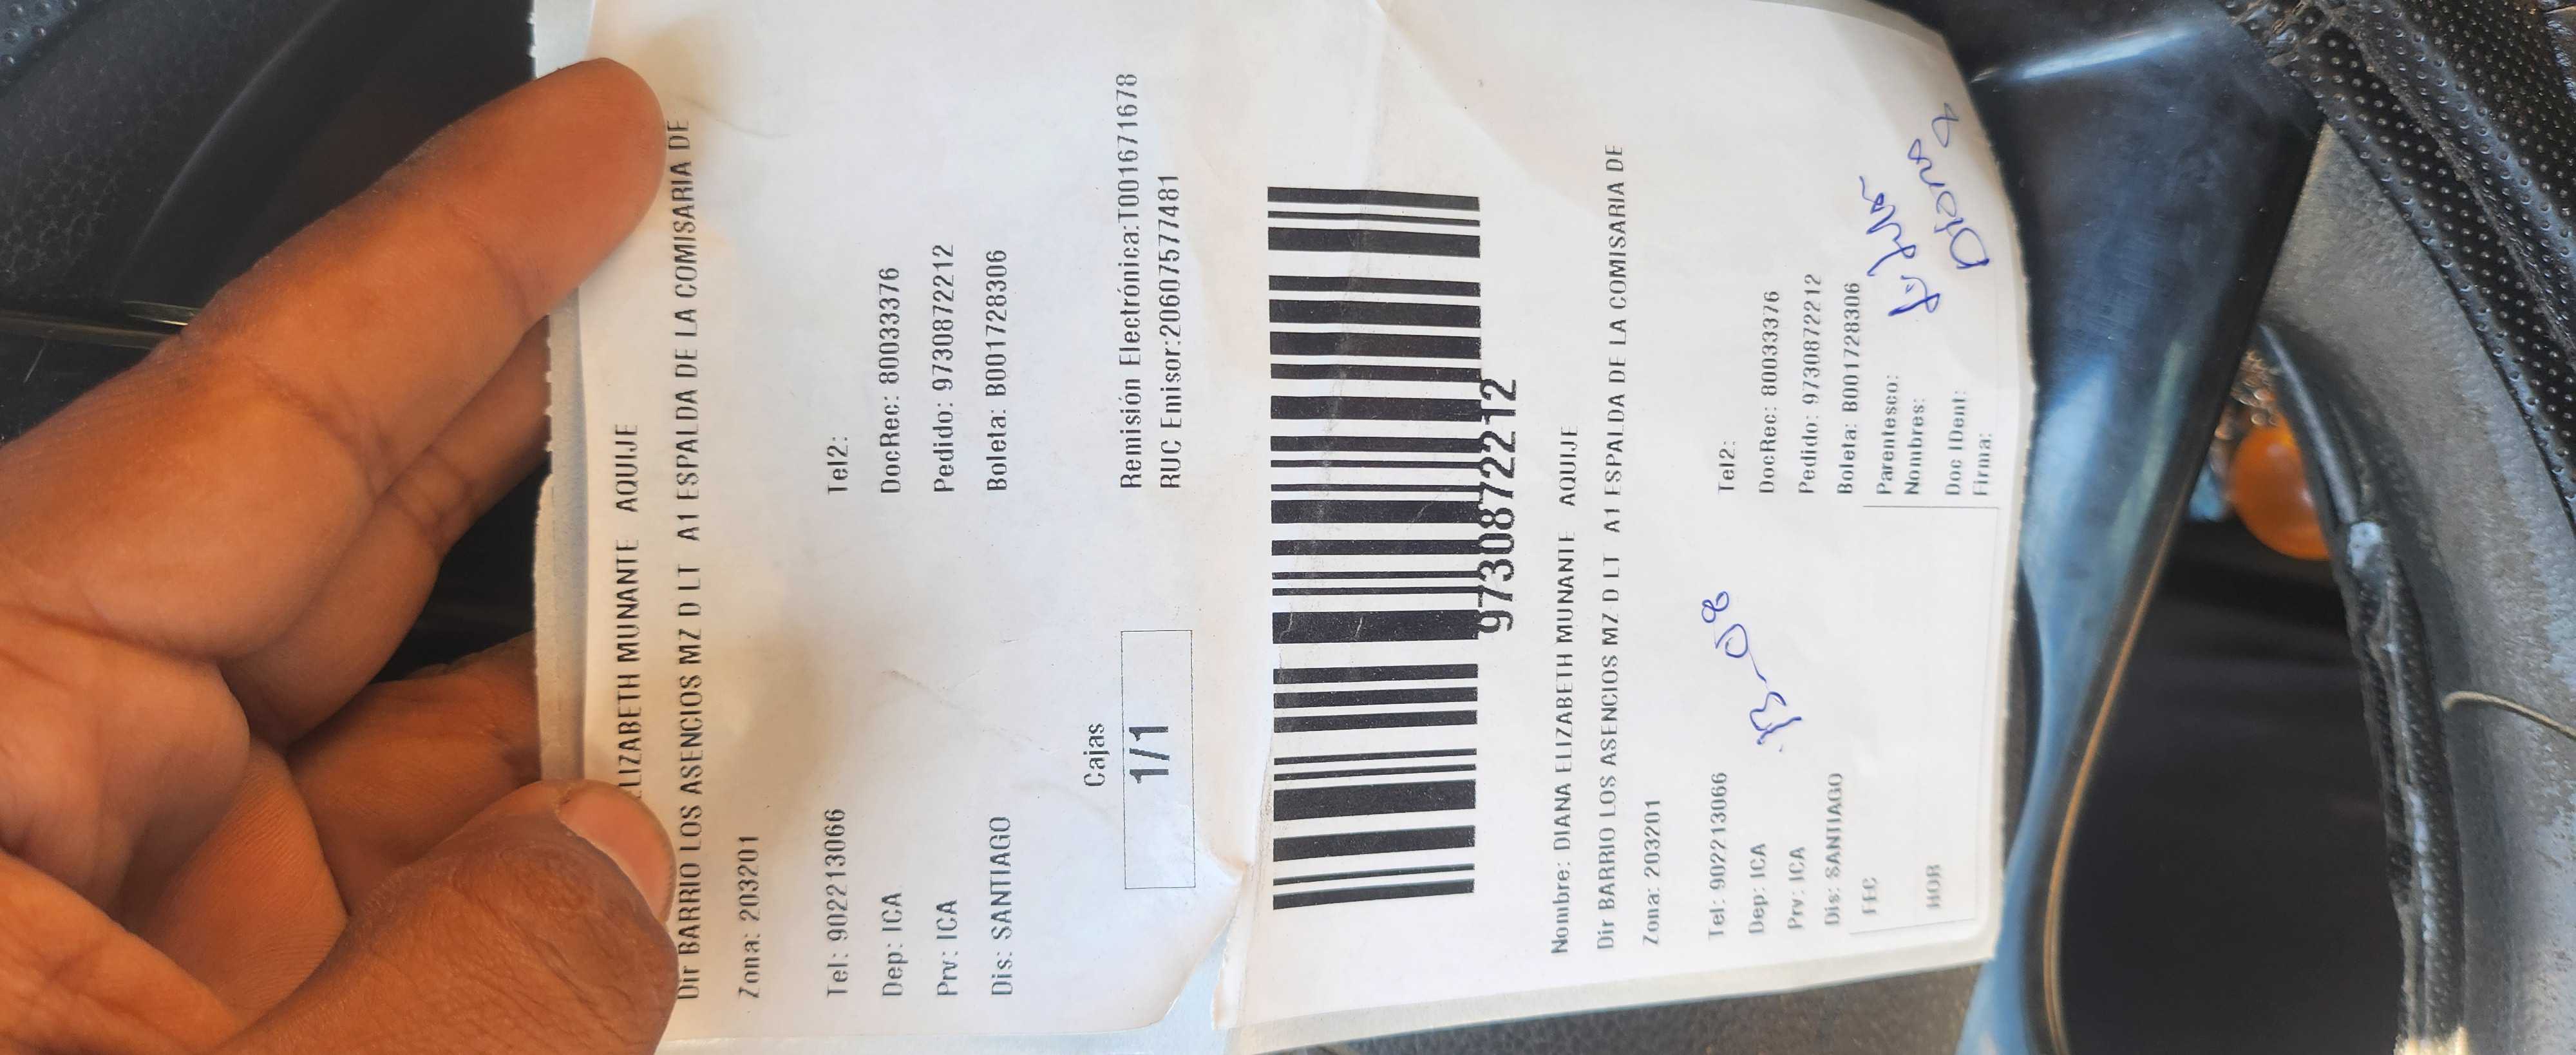 ELIZABETH MUNANTE AQUIJE
Dir BARRIO LOS ASENCIOS MZ D LT A1 ESPALDA DE LA COMISARIA DE
Zona: 203201
Tel: 902213066 Tel2:
Dep: ICA DocRec: 80033376
Prv: ICA Pedido: 9730872212
Dis: SANTIAGO Boleta: B001728306
Cajas
1/1
Remisión Electrónica:T001671678
RUC Emisor:20607577481
9730872212
Nombre: DIANA ELIZABETH MUNANTE AQUIJE
Dir BARRIO LOS ASENCIOS MZ D LT A1 ESPALDA DE LA COMISARIA DE
Zona: 203201
Tel: 902213066 Tel2:
Dep: ICA DocRec: 80033376
Prv: ICA Pedido: 9730872212
Dis: SANTIAGO Boleta: B001728306
FEC
HOR
Parentesco:
Nombres:
Doc IDent:
Firma:
Diana